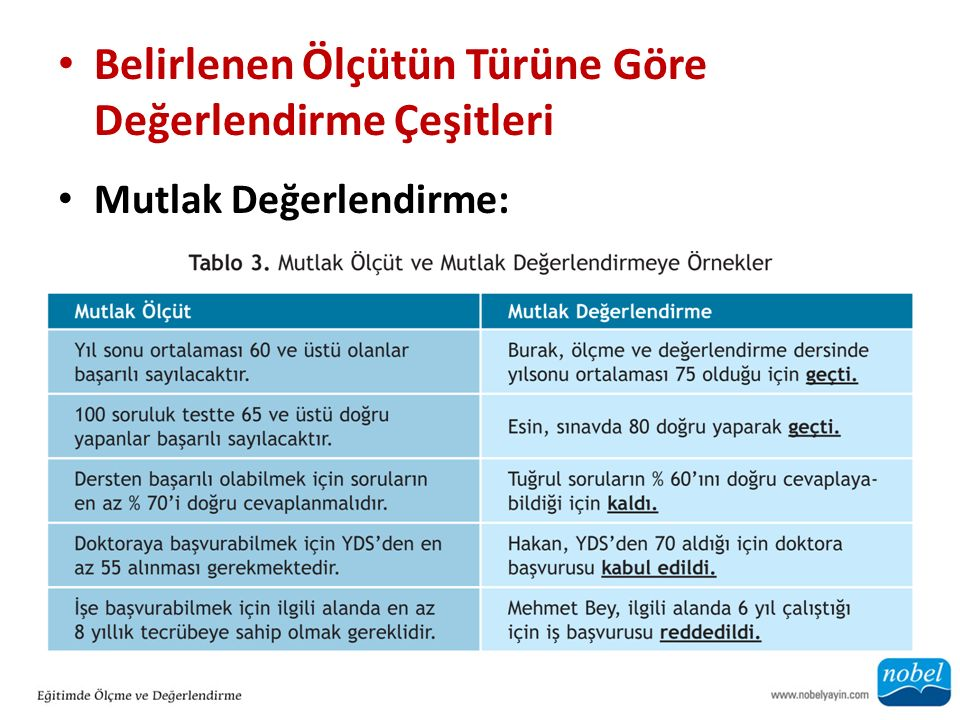 • Belirlenen Ölçütün Türüne Göre
Değerlendirme Çeşitleri
• Mutlak Değerlendirme:
Tablo 3. Mutlak Ölçüt ve Mutlak Değerlendirmeye Örnekler
Mutlak Ölçüt
Mutlak Değerlendirme
Yıl sonu ortalaması 60 ve üstü olanlar
başarılı sayılacaktır.
Burak, ölçme ve değerlendirme dersinde
yılsonu ortalaması 75 olduğu için geçti.
100 soruluk testte 65 ve üstü doğru
yapanlar başarılı sayılacaktır.
Esin, sınavda 80 doğru yaparak geçti.
Dersten başarılı olabilmek için soruların
en az % 70'i doğru cevaplanmalıdır.
Tuğrul soruların % 60'ını doğru cevaplaya-
bildiği için kaldı.
Doktoraya başvurabilmek için YDS'den en
az 55 alınması gerekmektedir.
Hakan, YDS'den 70 aldığı için doktora
başvurusu kabul edildi.
İşe başvurabilmek için ilgili alanda en az
8 yıllık tecrübeye sahip olmak gereklidir.
Mehmet Bey, ilgili alanda 6 yıl çalıştığı
için iş başvurusu reddedildi.
Eğitimde Ölçme ve Değerlendirme
www.nobelyayin.com
nobel